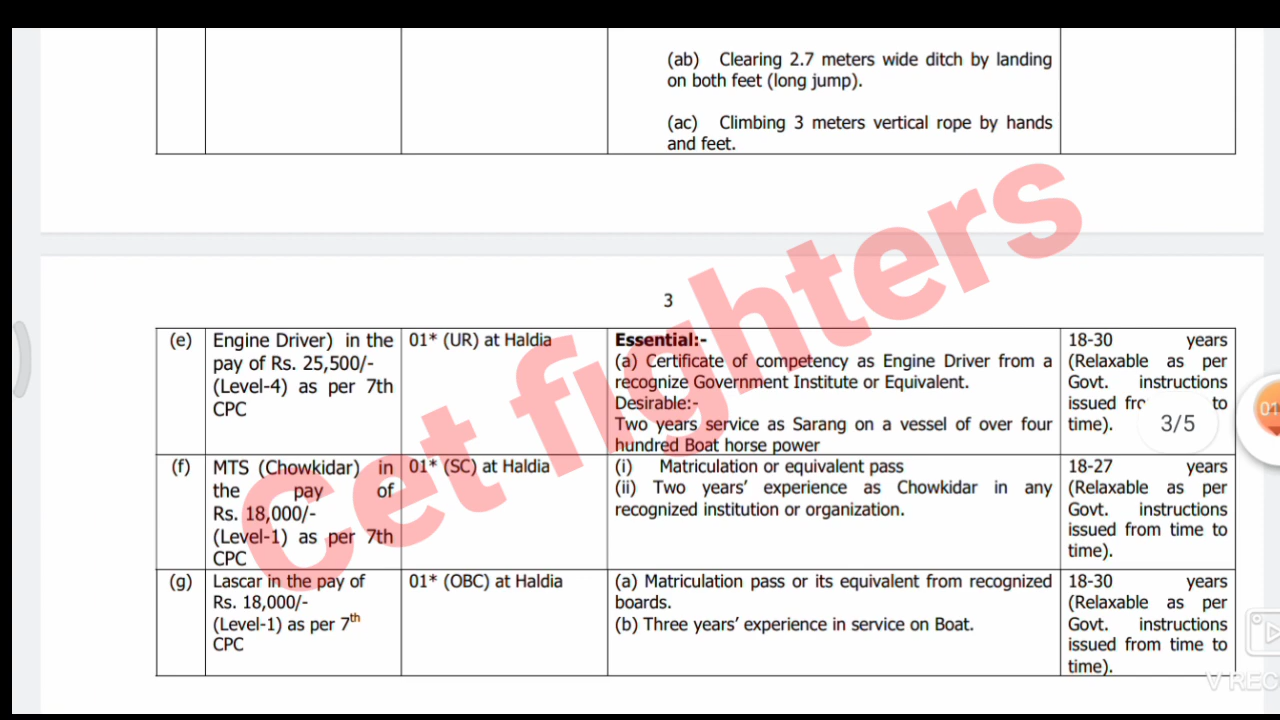 (ab) Clearing 2.7 meters wide ditch by landing
on both feet (long jump).
(ac) Climbing 3 meters vertical rope by hands
and feet.
3
(e)
Engine Driver) in the
pay of Rs. 25,500/-
(Level-4) as per 7th
CPC
01* (UR) at Haldia
Essential:-
(a) Certificate of competency as Engine Driver from a
recognize Government Institute or Equivalent.
Desirable:-
Two years service as Sarang on a vessel of over four
hundred Boat horse power
18-30 years
(Relaxable as per
Govt. instructions
issued to
time).
3/5
01
(f)
MTS (Chowkidar) in
the pay of
Rs. 18,000/-
(Level-1) as per 7th
CPC
01* (SC) at Haldia
(i) Matriculation or equivalent pass
(ii) Two years’ experience as Chowkidar in any
recognized institution or organization.
18-27 years
(Relaxable as per
Govt. instructions
issued from time to
time).
(g)
Lascar in the pay of
Rs. 18,000/-
(Level-1) as per 7th
CPC
01* (OBC) at Haldia
(a) Matriculation pass or its equivalent from recognized
boards.
(b) Three years’ experience in service on Boat.
18-30 years
(Relaxable as per
Govt. instructions
issued from time to
time).
Cet fighters
V REC